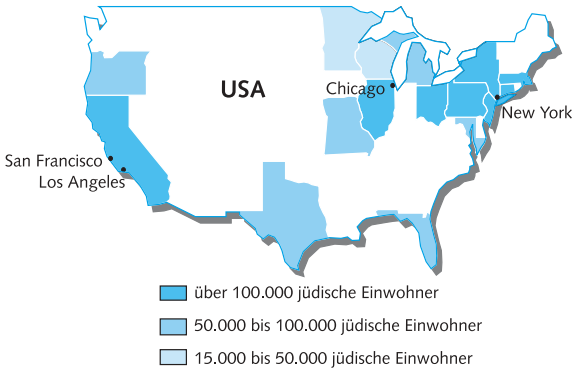 USA
Chicago
New York
San Francisco
Los Angeles
über 100.000 jüdische Einwohner
50.000 bis 100.000 jüdische Einwohner
15.000 bis 50.000 jüdische Einwohner